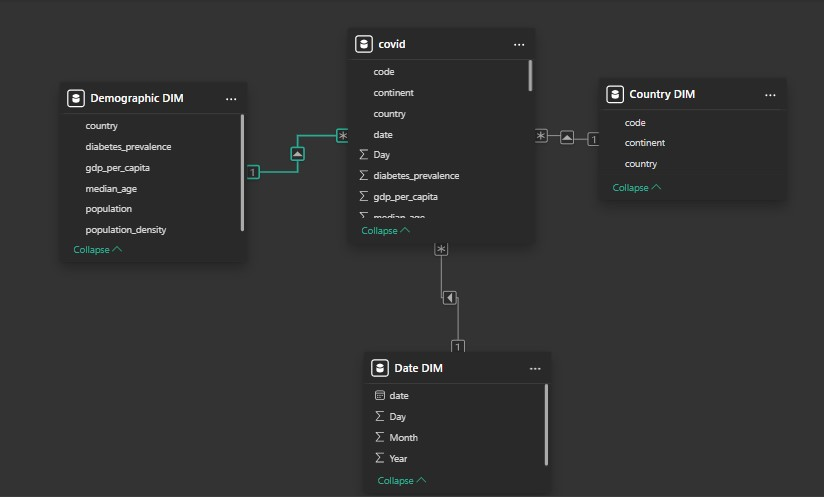 covid
code
continent
country
date
Day
diabetes_prevalence
gdp_per_capita
median_age
Collapse
Demographic DIM
country
diabetes_prevalence
gdp_per_capita
median_age
population
population_density
Collapse
1
*
Country DIM
code
continent
country
Collapse
*
1
*
1
Date DIM
date
Day
Month
Year
Collapse